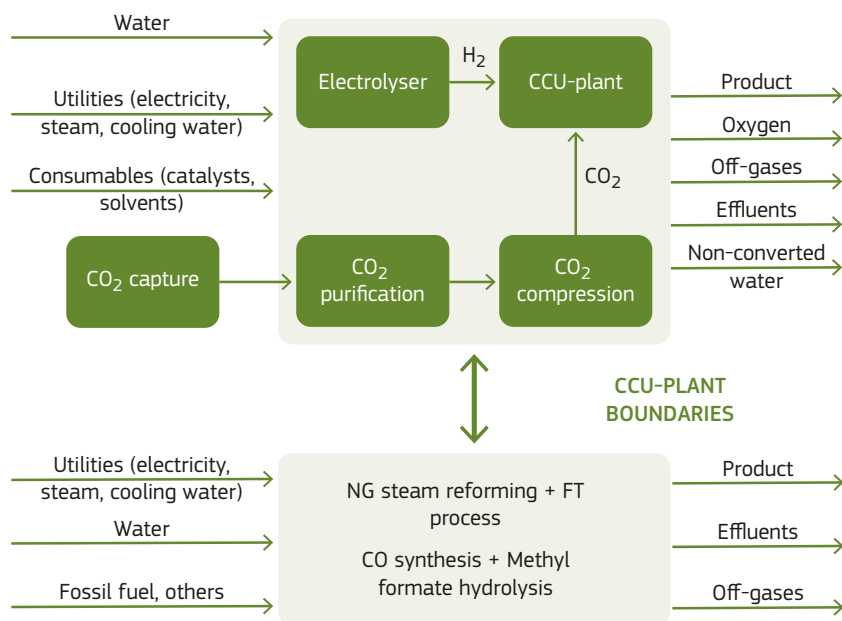 Water
Utilities (electricity,
steam, cooling water)
Consumables (catalysts,
solvents)
CO₂ capture
Electrolyser
H₂
CCU-plant
CO₂
CO₂
purification
CO₂
compression
Product
Oxygen
Off-gases
Effluents
Non-converted
water
CCU-PLANT
BOUNDARIES
Utilities (electricity,
steam, cooling water)
Water
Fossil fuel, others
NG steam reforming + FT
process
CO synthesis + Methyl
formate hydrolysis
Product
Effluents
Off-gases